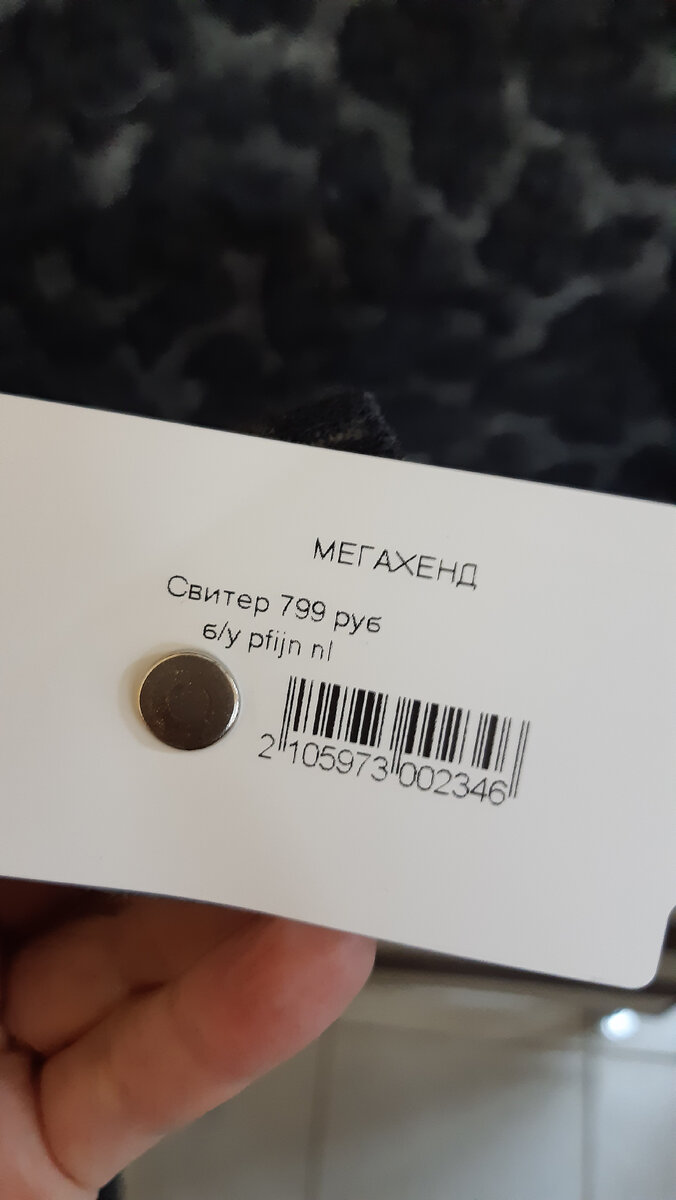 МЕГАХЕНД
Свитер 799 руб
б/у pfijn nl
2 105973 002346